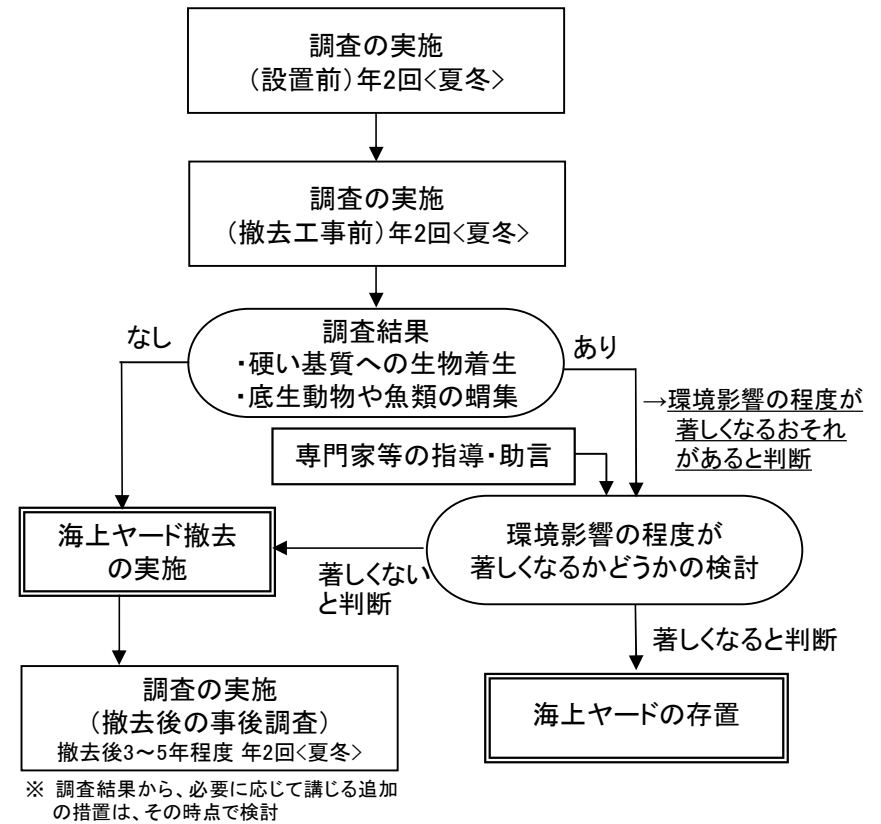 調査の実施
(設置前)年2回<夏冬>
調査の実施
(撤去工事前)年2回<夏冬>
調査結果
・硬い基質への生物着生
・底生動物や魚類の蝟集
なし
あり
→環境影響の程度が
著しくなるおそれ
があると判断
専門家等の指導・助言
環境影響の程度が
著しくなるかどうかの検討
海上ヤード撤去
の実施
著しくない
と判断
著しくなると判断
海上ヤードの存置
調査の実施
(撤去後の事後調査)
撤去後3~5年程度 年2回<夏冬>
※ 調査結果から、必要に応じて講じる追加
の措置は、その時点で検討